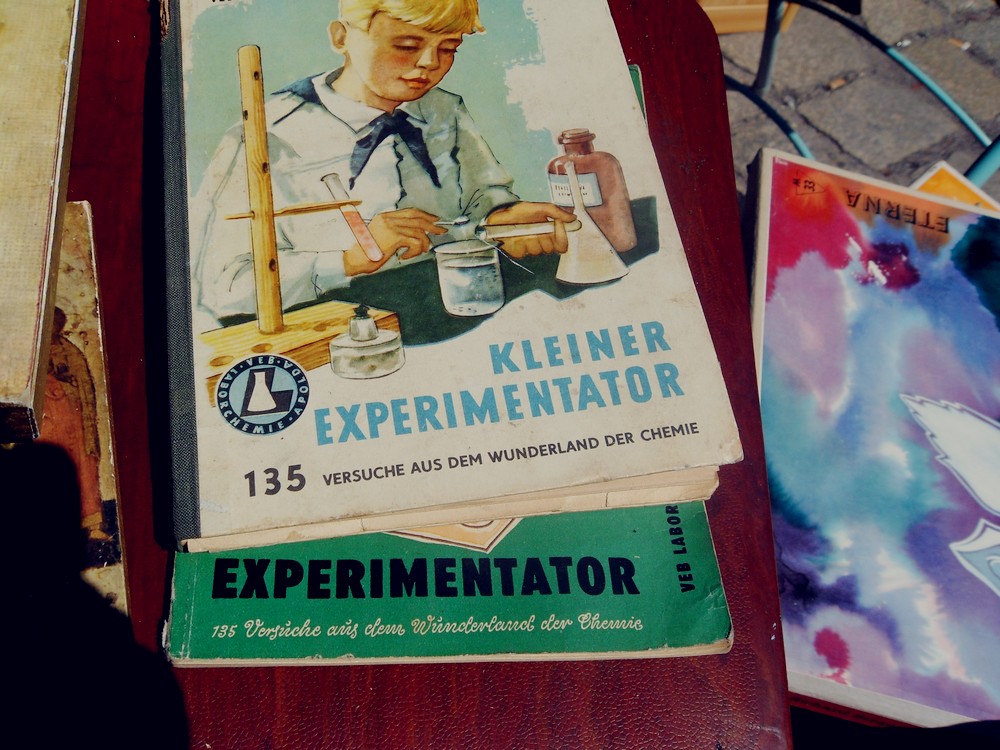 KLEINER
EXPERIMENTATOR
VEB
LABORCHEMIE APOLDA
135 VERSUCHE AUS DEM WUNDERLAND DER CHEMIE
EXPERIMENTATOR
135 Versuche aus dem Wunderland der Chemie
VEB LABOR
ETERNA